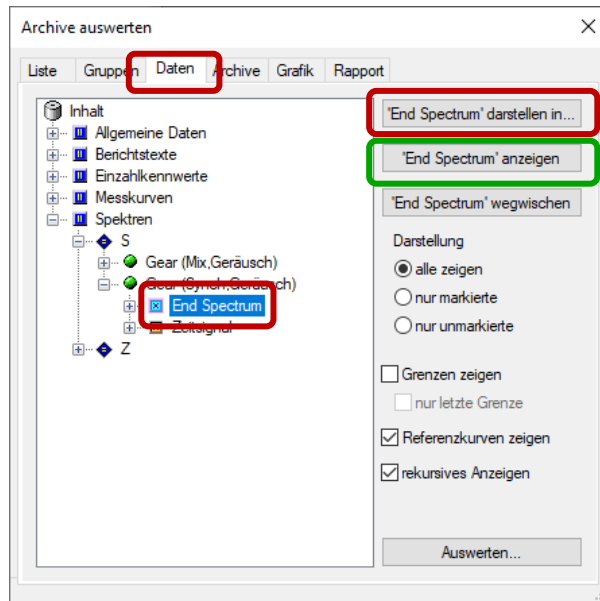 Archive auswerten
Liste Gruppen Daten Archive Grafik Rapport
Inhalt
Allgemeine Daten
Berichtstexte
Einzahlkennwerte
Messkurven
Spektren
S
Gear (Mix,Geräusch)
Gear (Synch,Geräusch)
End Spectrum
Zeitsignal
Z
'End Spectrum' darstellen in...
'End Spectrum' anzeigen
'End Spectrum' wegwischen
Darstellung
alle zeigen
nur markierte
nur unmarkierte
Grenzen zeigen
nur letzte Grenze
Referenzkurven zeigen
rekursives Anzeigen
Auswerten...